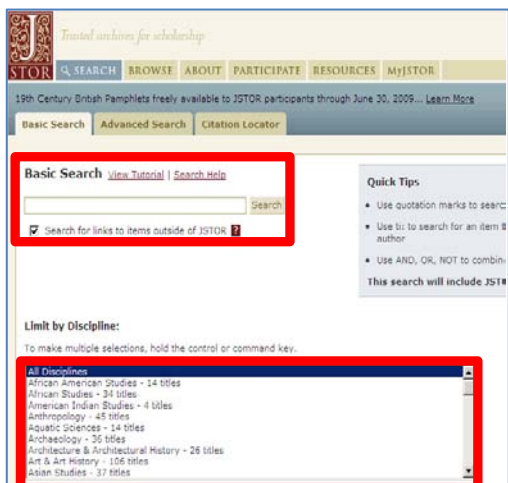 Trusted archives for scholarship
JSTOR
SEARCH BROWSE ABOUT PARTICIPATE RESOURCES MyJSTOR
19th Century British Pamphlets freely available to JSTOR participants through June 30, 2009... Learn More
Basic Search Advanced Search Citation Locator
Basic Search View Tutorial | Search Help
Search
Search for links to items outside of JSTOR ?
Quick Tips
• Use quotation marks to searc
• Use ti: to search for an item
author
• Use AND, OR, NOT to combin
This search will include JST
Limit by Discipline:
To make multiple selections, hold the control or command key.
All Disciplines
African American Studies - 14 titles
African Studies - 34 titles
American Indian Studies - 4 titles
Anthropology - 45 titles
Aquatic Sciences - 14 titles
Archaeology - 36 titles
Architecture & Architectural History - 26 titles
Art & Art History - 106 titles
Asian Studies - 37 titles